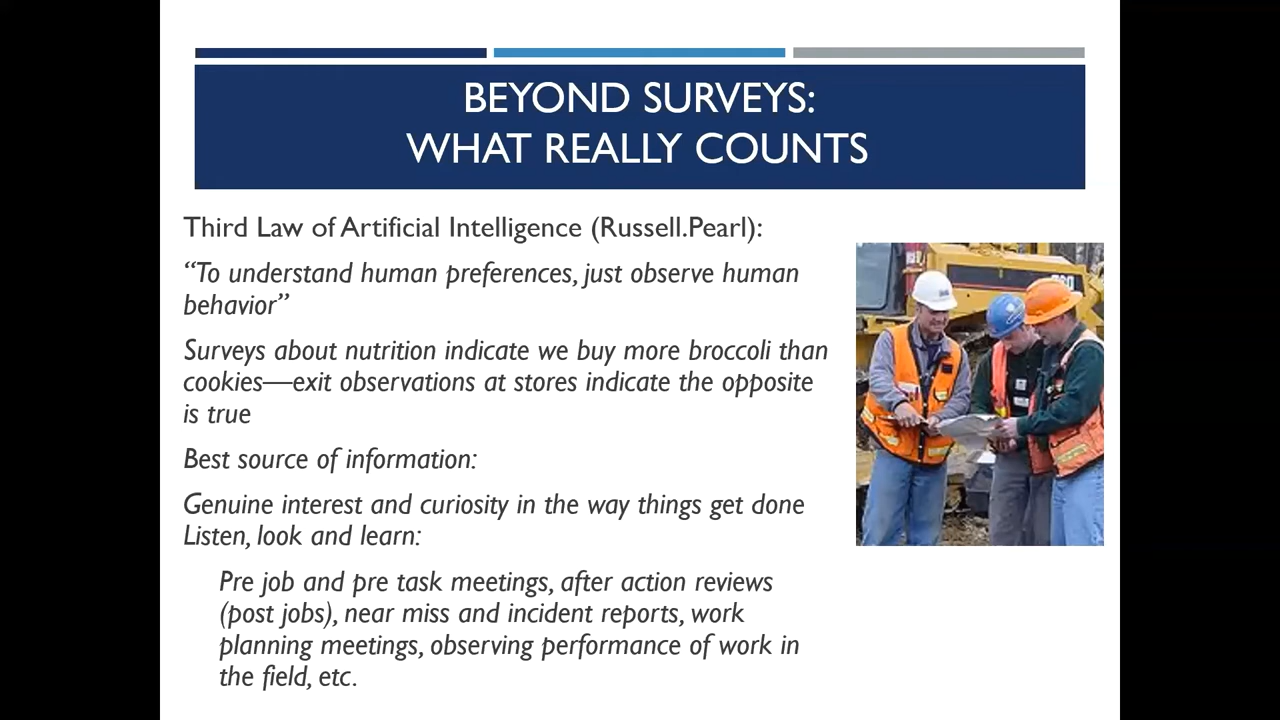 BEYOND SURVEYS:
WHAT REALLY COUNTS
Third Law of Artificial Intelligence (Russell.Pearl):
“To understand human preferences, just observe human
behavior”
Surveys about nutrition indicate we buy more broccoli than
cookies—exit observations at stores indicate the opposite
is true
Best source of information:
Genuine interest and curiosity in the way things get done
Listen, look and learn:
Pre job and pre task meetings, after action reviews
(post jobs), near miss and incident reports, work
planning meetings, observing performance of work in
the field, etc.